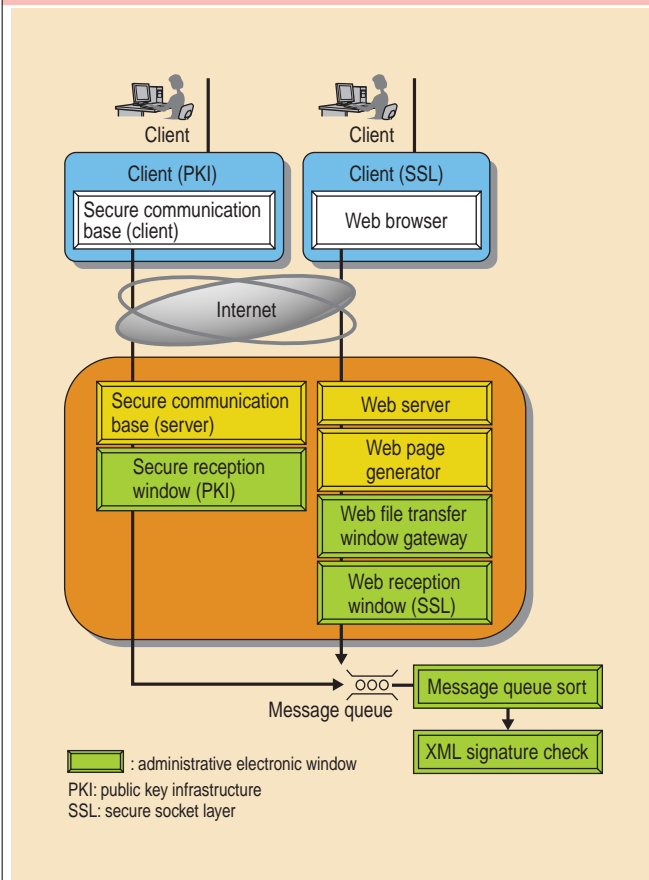 Client
Client
Client (PKI)
Client (SSL)
Secure communication
base (client)
Web browser
Internet
Secure communication
base (server)
Secure reception
window (PKI)
Web server
Web page
generator
Web file transfer
window gateway
Web reception
window (SSL)
Message queue
Message queue sort
XML signature check
: administrative electronic window
PKI: public key infrastructure
SSL: secure socket layer